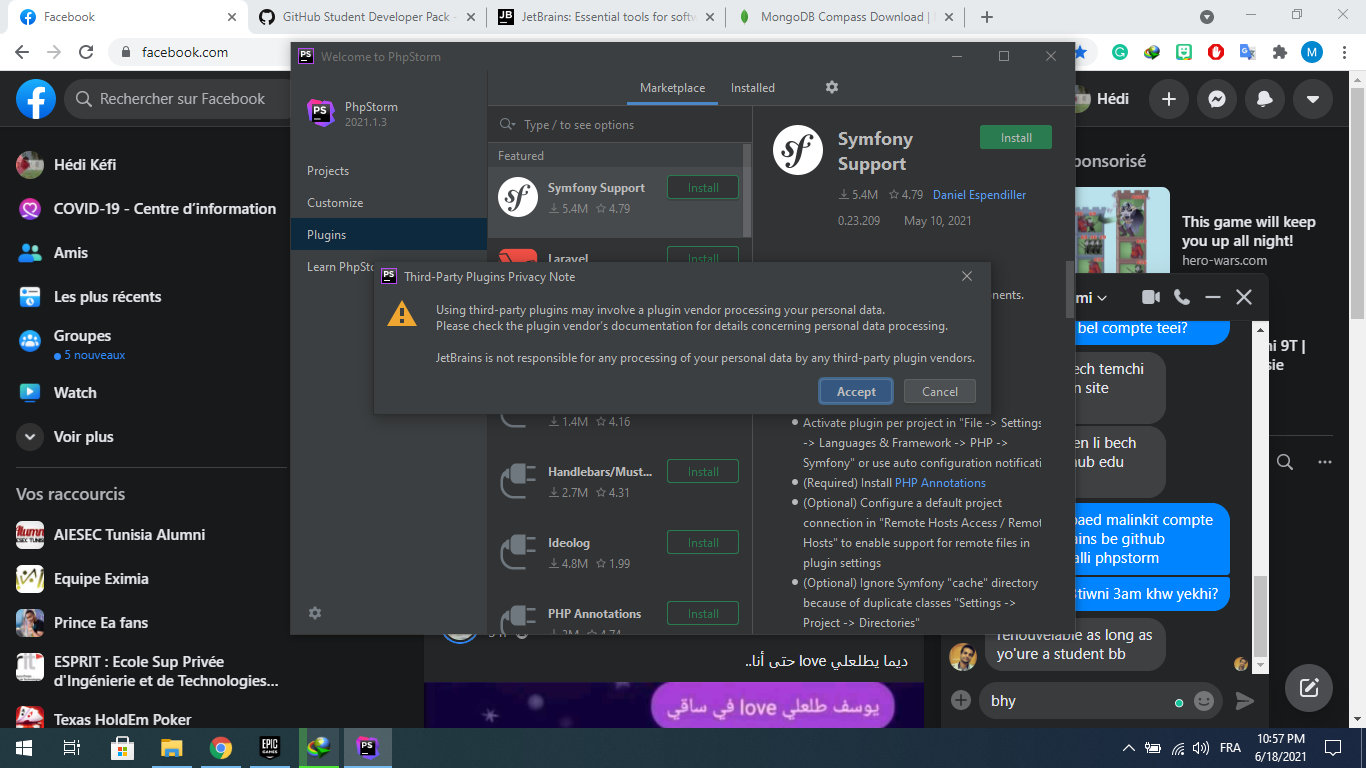 Facebook
GitHub Student Developer Pack -
JetBrains: Essential tools for softw
MongoDB Compass Download |
facebook.com
M
Rechercher sur Facebook
Hédi
Hédi Kéfi
COVID-19 - Centre d'information
Amis
Les plus récents
Groupes
5 nouveaux
Watch
Voir plus
Vos raccourcis
AIESEC Tunisia Alumni
Equipe Eximia
Prince Ea fans
ESPRIT : Ecole Sup Privée
d'Ingénierie et de Technologies...
Texas HoldEm Poker
Welcome to PhpStorm
PhpStorm
2021.1.3
Projects
Customize
Plugins
Learn PhpSto
Marketplace
Installed
Type / to see options
Featured
Symfony Support
Install
5.4M 4.79
Laravel
Install
1.4M 4.16
Handlebars/Must...
Install
2.7M 4.31
Ideolog
Install
4.8M 1.99
PHP Annotations
Install
Symfony
Support
Install
5.4M 4.79 Daniel Espendiller
0.23.209 May 10, 2021
nents.
Third-Party Plugins Privacy Note
Using third-party plugins may involve a plugin vendor processing your personal data.
Please check the plugin vendor's documentation for details concerning personal data processing.
JetBrains is not responsible for any processing of your personal data by any third-party plugin vendors.
Accept
Cancel
Activate plugin per project in "File -> Settings
-> Languages & Framework -> PHP ->
Symfony" or use auto configuration notificati
(Required) Install PHP Annotations
(Optional) Configure a default project
connection in "Remote Hosts Access / Remot
Hosts" to enable support for remote files in
plugin settings
(Optional) Ignore Symfony "cache" directory
because of duplicate classes "Settings ->
Project -> Directories"
ponsorisé
This game will keep
you up all night!
hero-wars.com
mi
bel compte teei?
ech temchi
n site
en li bech
ub edu
baed malinkit compte
ains be github
alli phpstorm
tiwni 3am khw yekhi?
renouvelable as long as
yo'ure a student bb
bhy
ni 9T |
sie
ديما يطلعلي love حتى أنا..
يوسف طلعلي love في ساقي
EPIC
GAMES
PS
FRA
10:57 PM
6/18/2021